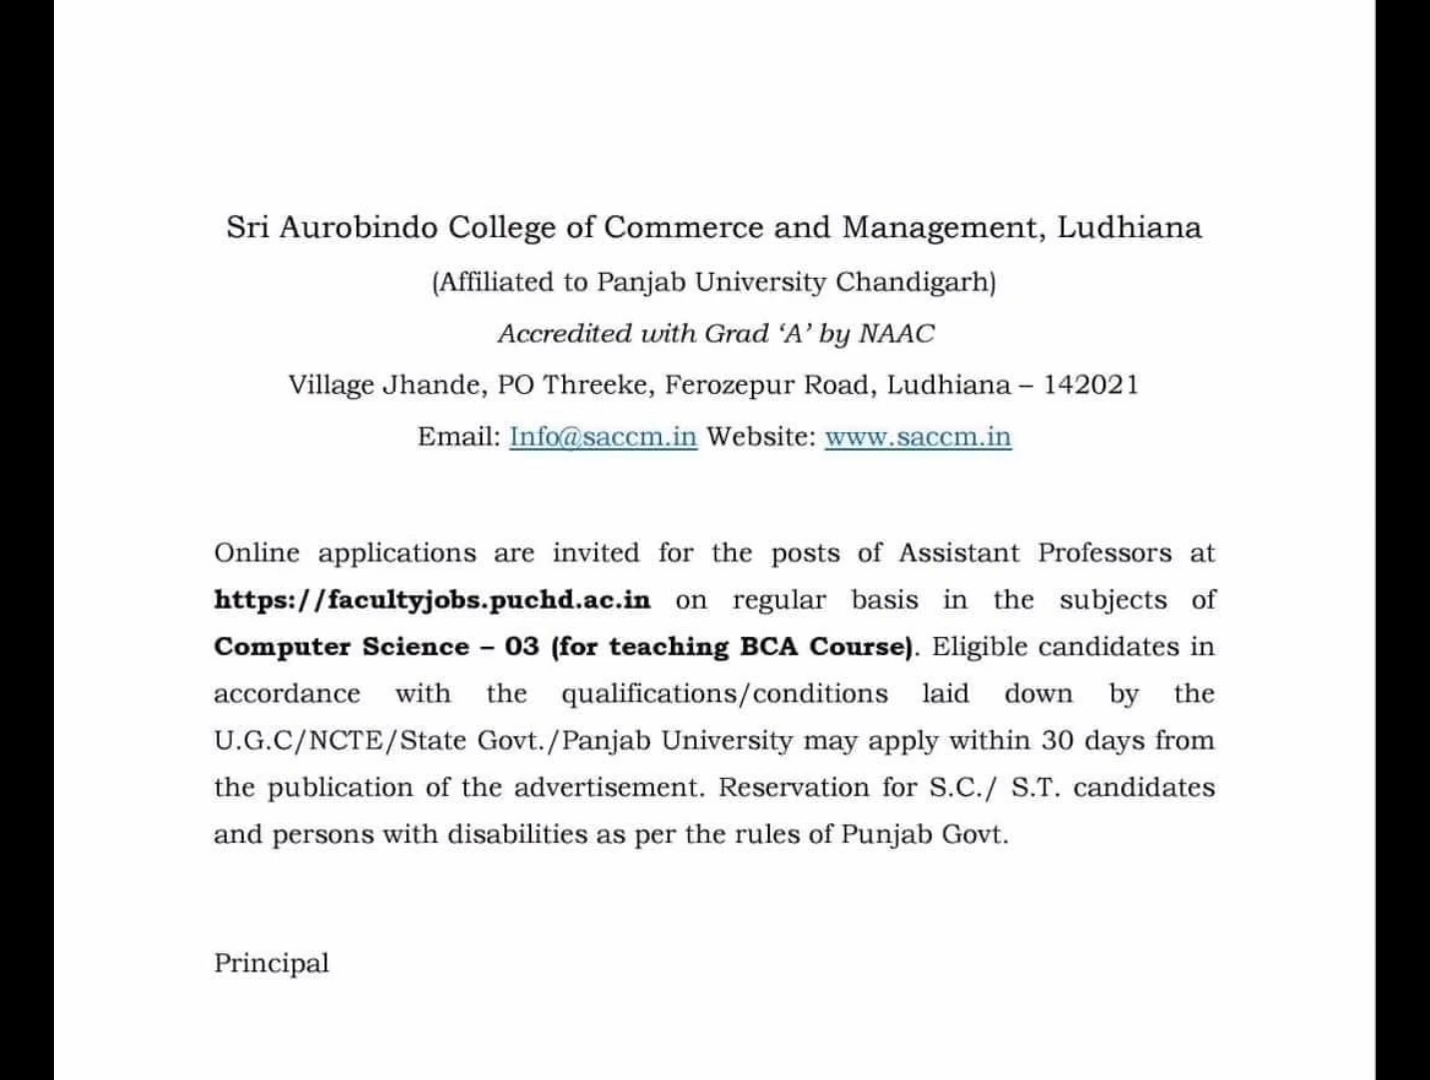 Sri Aurobindo College of Commerce and Management, Ludhiana
(Affiliated to Panjab University Chandigarh)
Accredited with Grad ‘A’ by NAAC
Village Jhande, PO Threeke, Ferozepur Road, Ludhiana – 142021
Email: Info@saccm.in Website: www.saccm.in
Online applications are invited for the posts of Assistant Professors at
https://facultyjobs.puchd.ac.in on regular basis in the subjects of
Computer Science – 03 (for teaching BCA Course). Eligible candidates in
accordance with the qualifications/conditions laid down by the
U.G.C/NCTE/State Govt./Panjab University may apply within 30 days from
the publication of the advertisement. Reservation for S.C./ S.T. candidates
and persons with disabilities as per the rules of Punjab Govt.
Principal